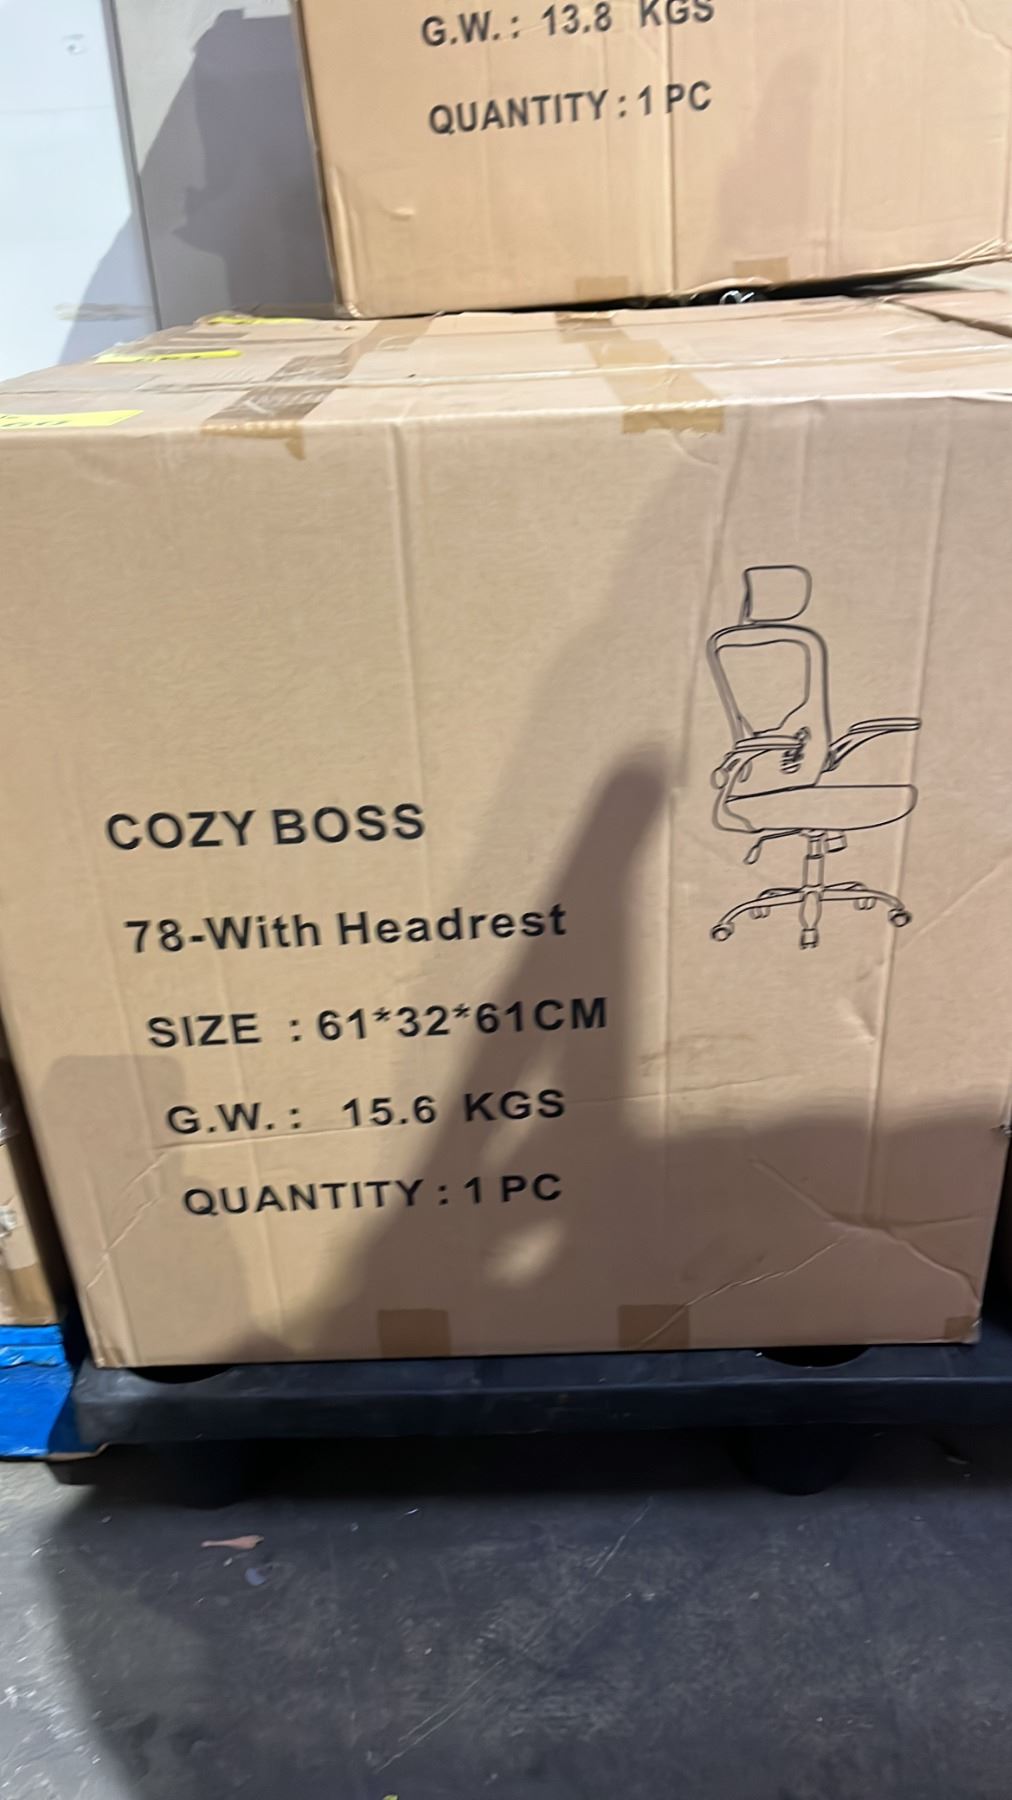 G.W. : 13.8 KGS
QUANTITY : 1 PC
COZY BOSS
78-With Headrest
SIZE : 61*32*61CM
G.W. : 15.6 KGS
QUANTITY : 1 PC